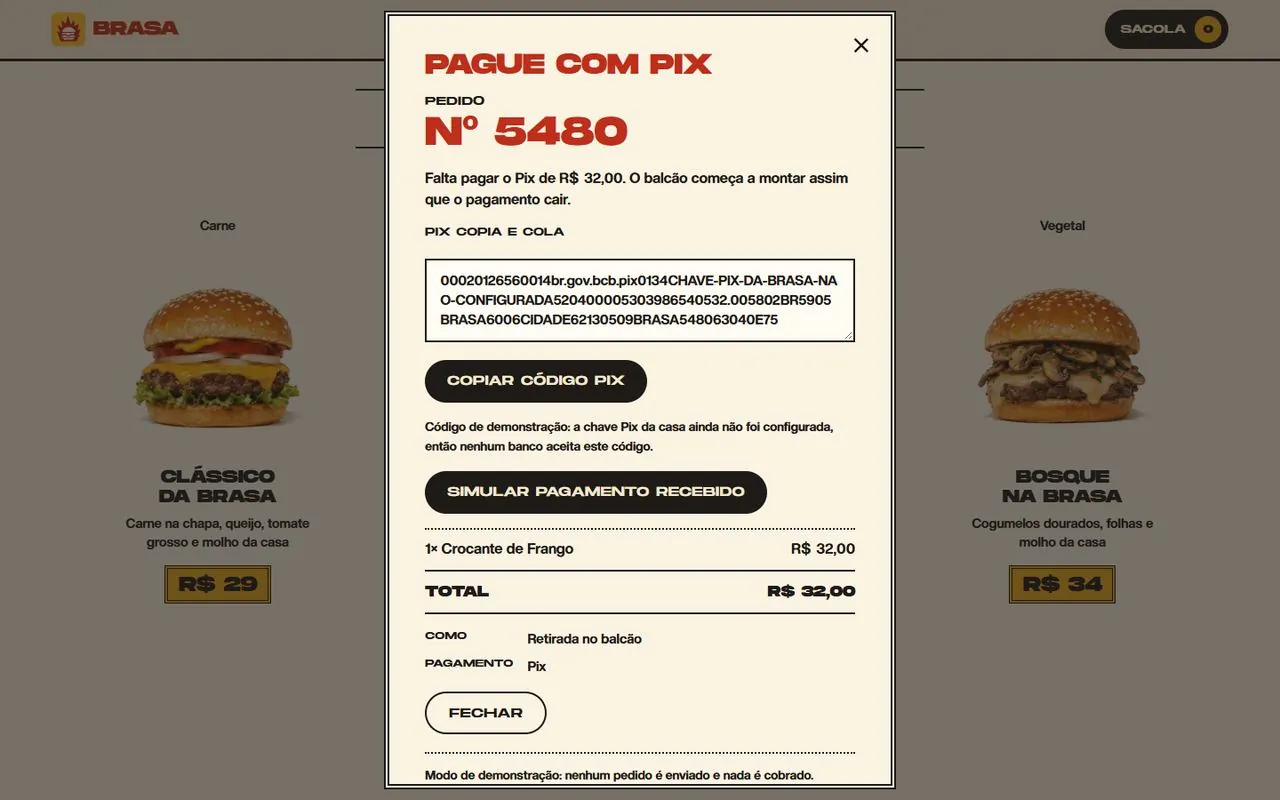 BRASA
SACOLA 0
PAGUE COM PIX
PEDIDO
Nº 5480
Falta pagar o Pix de R$ 32,00. O balcão começa a montar assim
que o pagamento cair.
PIX COPIA E COLA
00020126560014br.gov.bcb.pix0134CHAVE-PIX-DA-BRASA-NA
O-CONFIGURADA520400005303986540532.005802BR5905
BRASA6006CIDADE62130509BRASA548063040E75
COPIAR CÓDIGO PIX
Código de demonstração: a chave Pix da casa ainda não foi configurada,
então nenhum banco aceita este código.
SIMULAR PAGAMENTO RECEBIDO
1× Crocante de Frango R$ 32,00
TOTAL R$ 32,00
COMO Retirada no balcão
PAGAMENTO Pix
FECHAR
Modo de demonstração: nenhum pedido é enviado e nada é cobrado.
Carne
CLÁSSICO
DA BRASA
Carne na chapa, queijo, tomate
grosso e molho da casa
R$ 29
Vegetal
BOSQUE
NA BRASA
Cogumelos dourados, folhas e
molho da casa
R$ 34